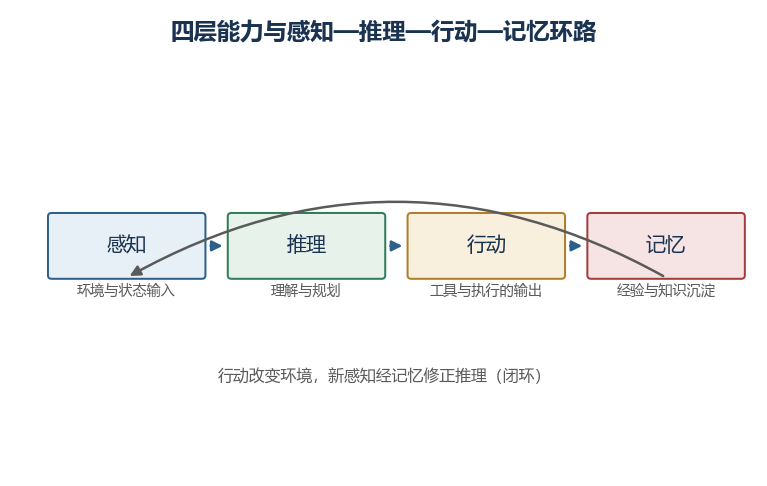 四层能力与感知—推理—行动—记忆环路
感知
推理
行动
记忆
环境与状态输入
理解与规划
工具与执行的输出
经验与知识沉淀
行动改变环境，新感知经记忆修正推理（闭环）